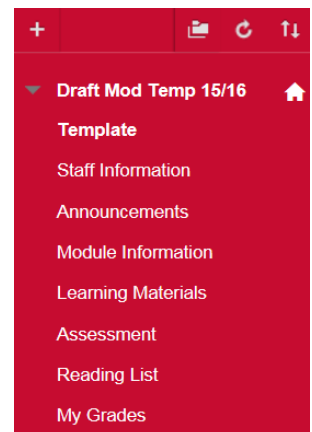 Draft Mod Temp 15/16
Template
Staff Information
Announcements
Module Information
Learning Materials
Assessment
Reading List
My Grades